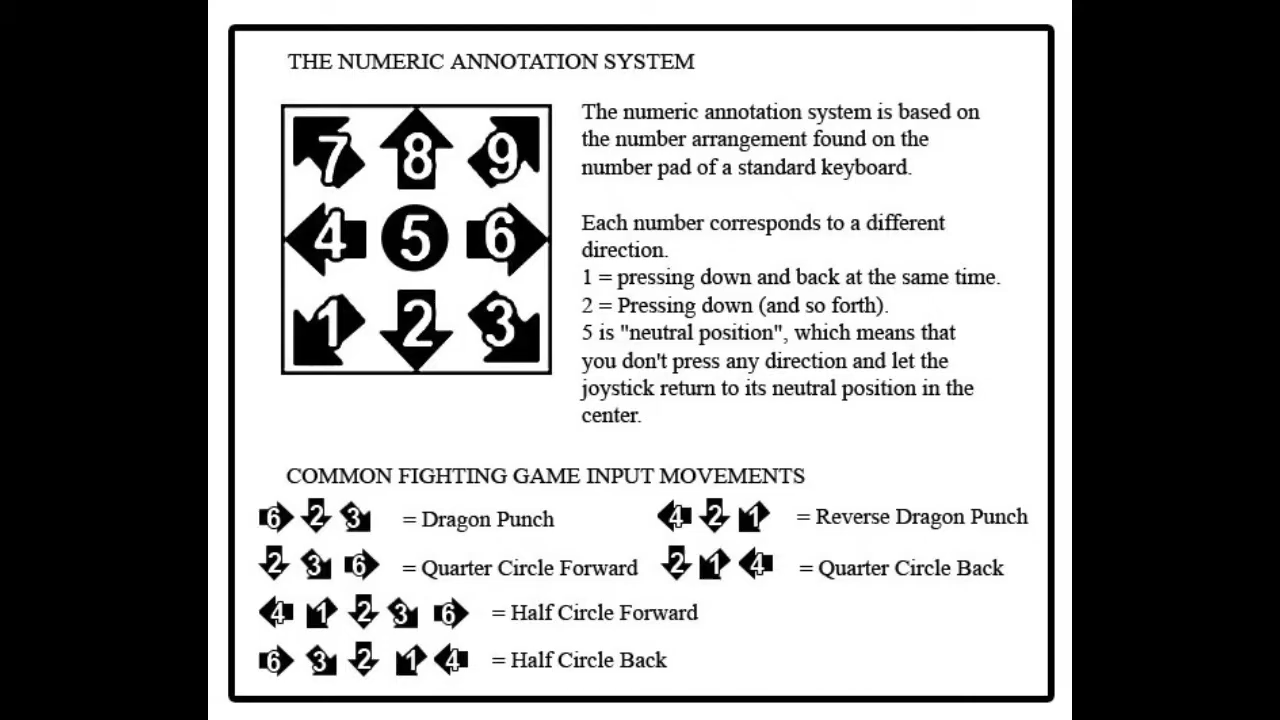 THE NUMERIC ANNOTATION SYSTEM
7 8 9
4 5 6
1 2 3
The numeric annotation system is based on
the number arrangement found on the
number pad of a standard keyboard.
Each number corresponds to a different
direction.
1 = pressing down and back at the same time.
2 = Pressing down (and so forth).
5 is "neutral position", which means that
you don't press any direction and let the
joystick return to its neutral position in the
center.
COMMON FIGHTING GAME INPUT MOVEMENTS
6 2 3 = Dragon Punch
4 2 1 = Reverse Dragon Punch
2 3 6 = Quarter Circle Forward
2 1 4 = Quarter Circle Back
4 1 2 3 6 = Half Circle Forward
6 3 2 1 4 = Half Circle Back